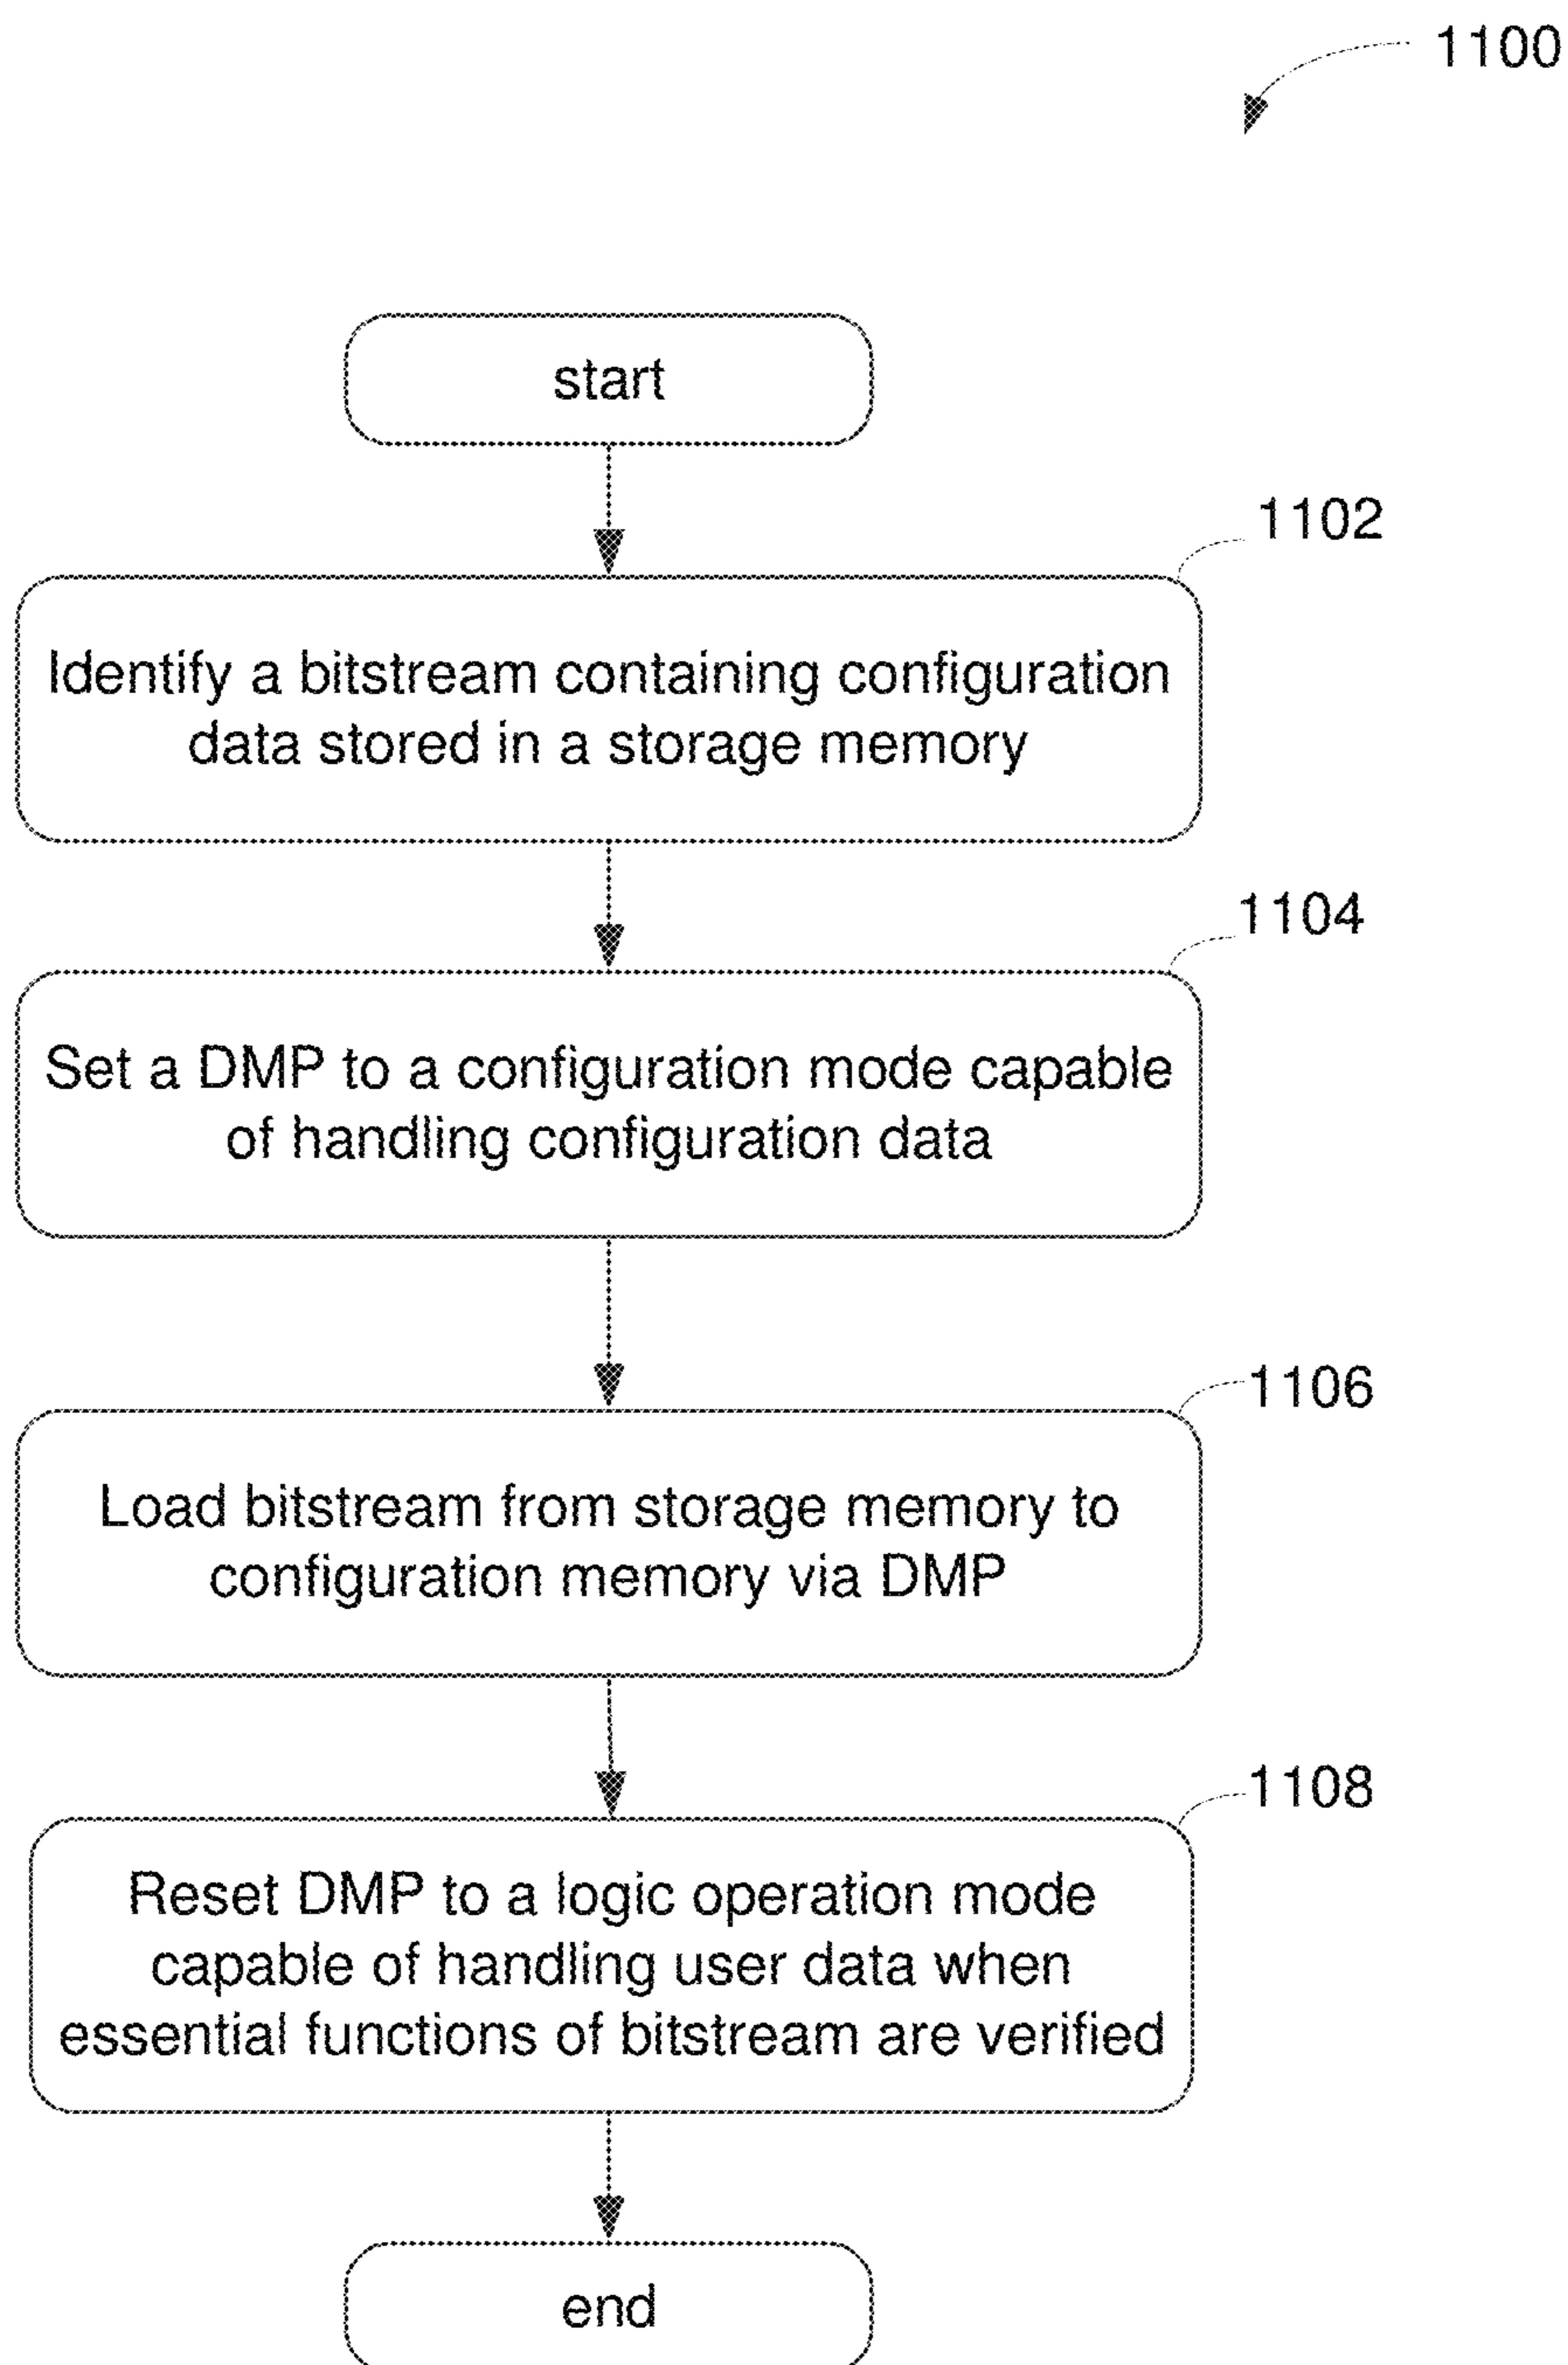 1100
start
1102
Identify a bitstream containing configuration
data stored in a storage memory
1104
Set a DMP to a configuration mode capable
of handling configuration data
1106
Load bitstream from storage memory to
configuration memory via DMP
1108
Reset DMP to a logic operation mode
capable of handling user data when
essential functions of bitstream are verified
end